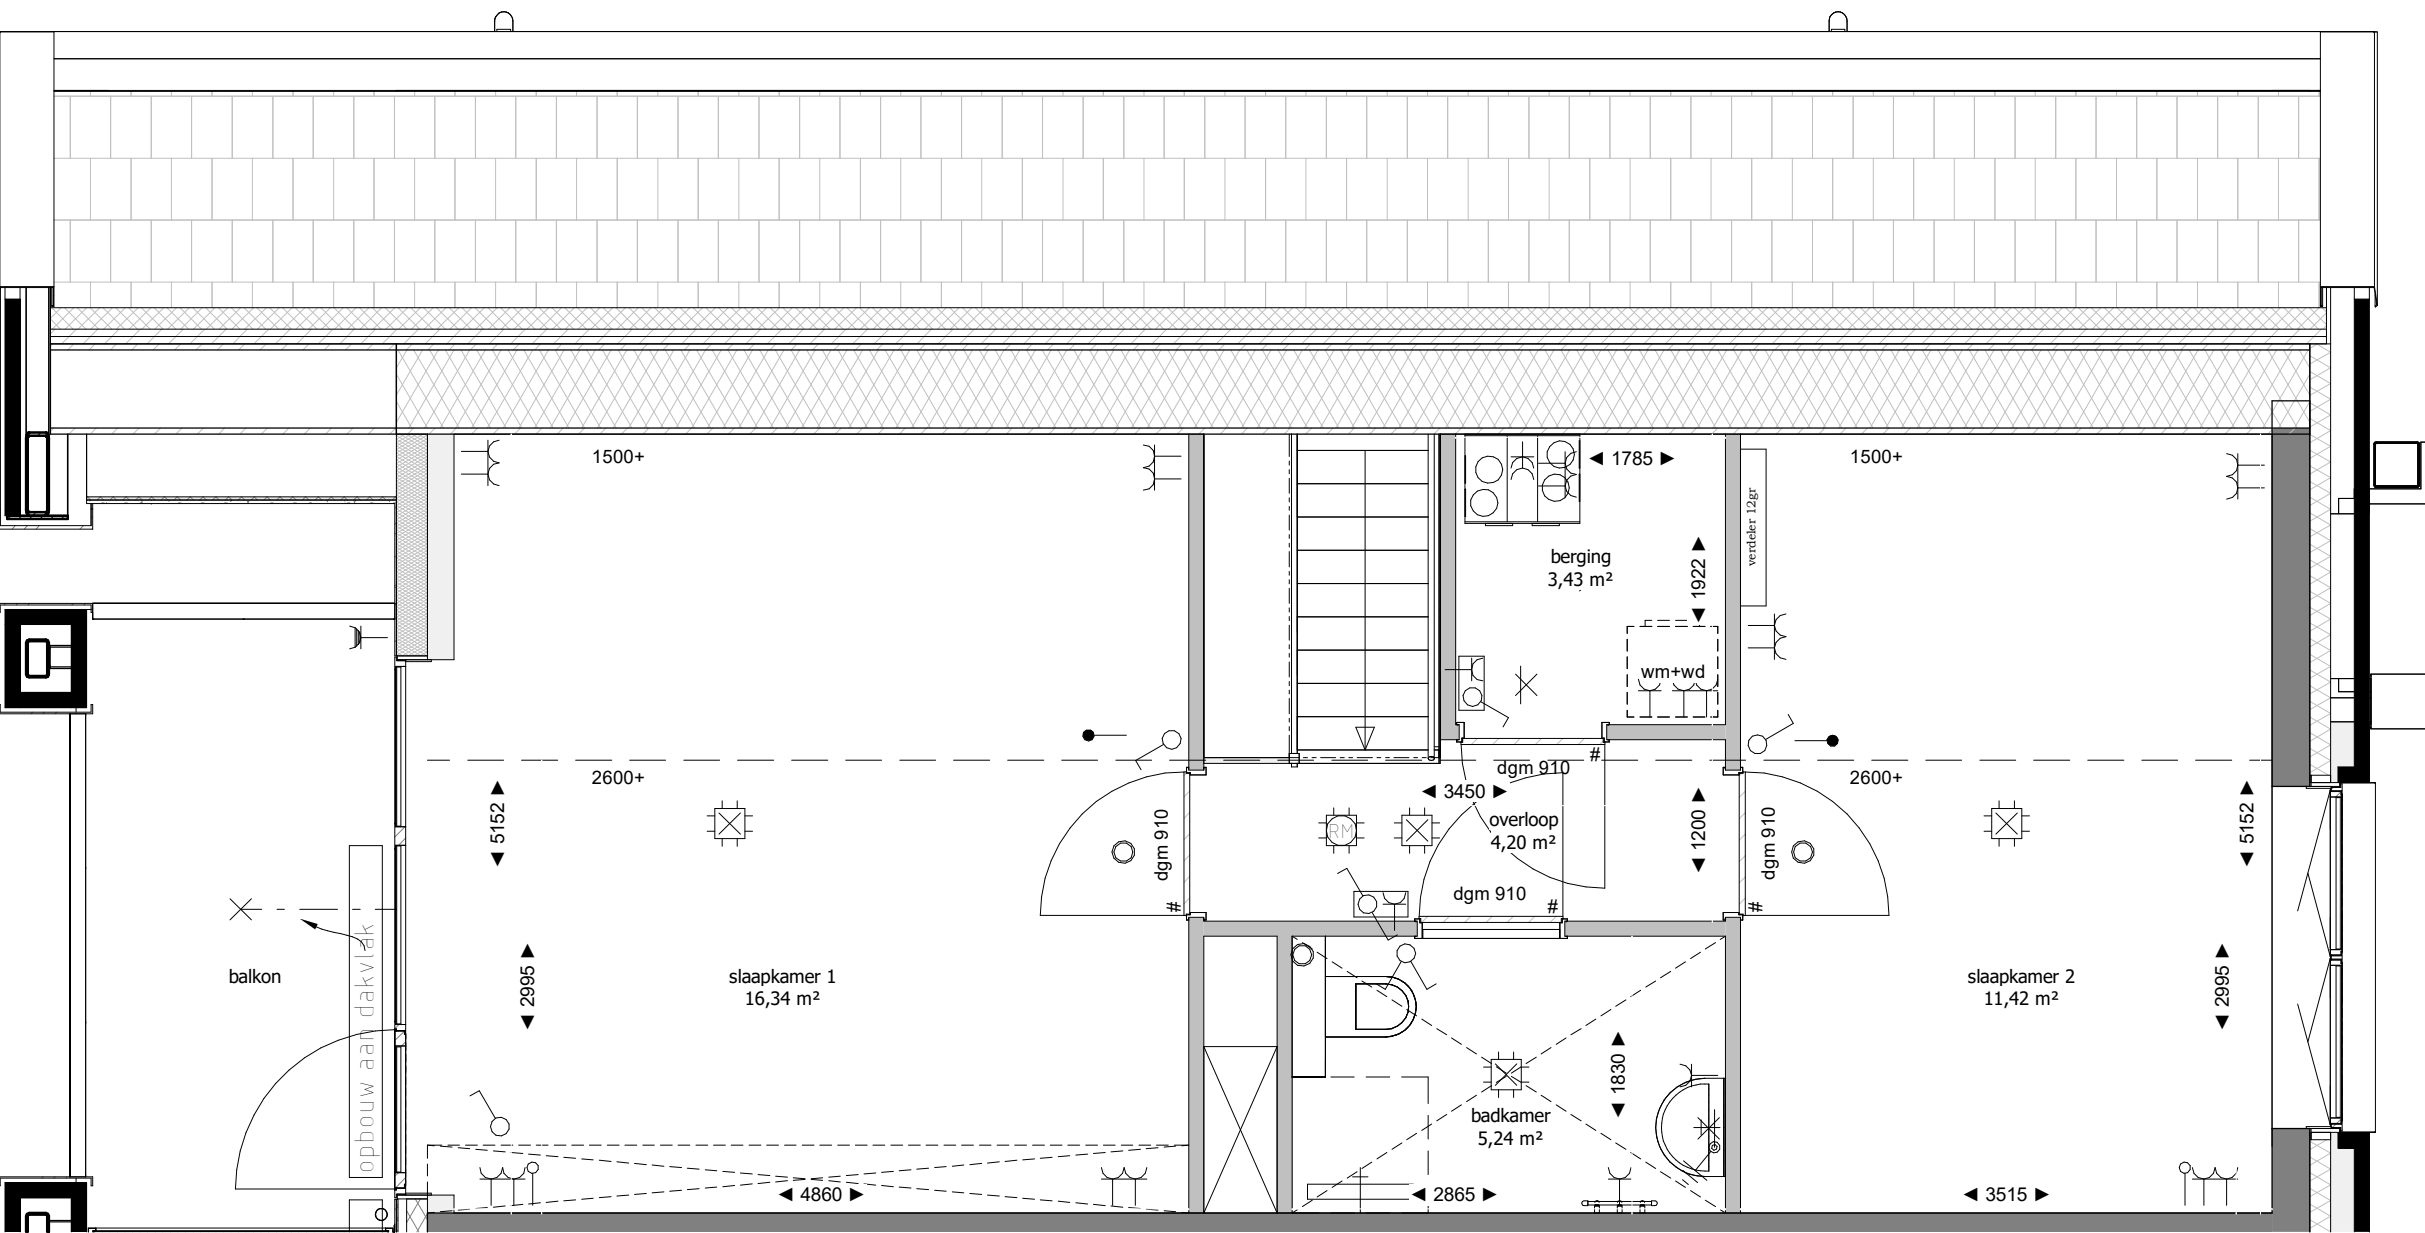 1500+
◄ 1785 ►
1500+
verdeler 12gr
berging
3,43 m²
◄ 1922 ►
wm+wd
2600+
dgm 910
#
2600+
◄ 5152 ►
dgm 910
#
RM
◄ 3450 ►
overloop
4,20 m²
◄ 1200 ►
dgm 910
#
◄ 5152 ►
dgm 910
#
balkon
opbouw aan dakvlak
◄ 2995 ►
slaapkamer 1
16,34 m²
slaapkamer 2
11,42 m²
◄ 2995 ►
◄ 1830 ►
badkamer
5,24 m²
◄ 4860 ►
◄ 2865 ►
◄ 3515 ►